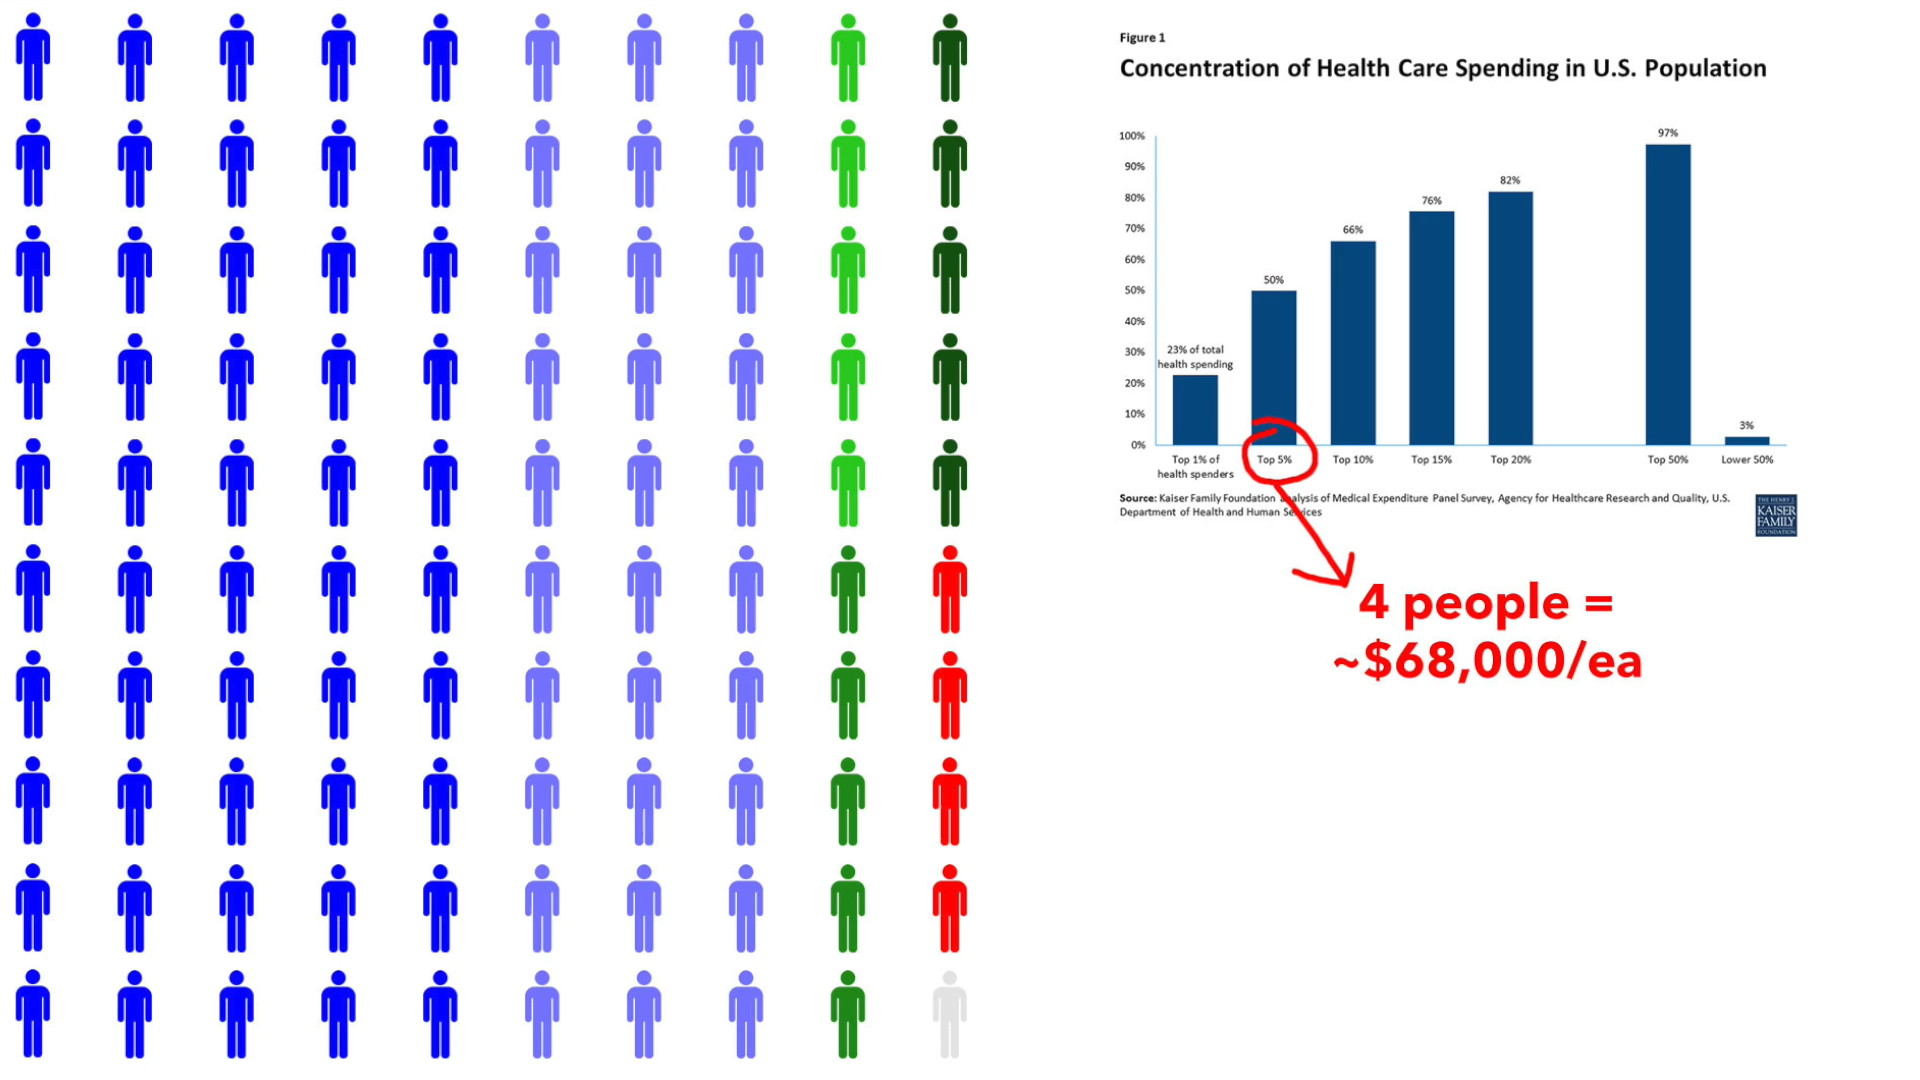 Figure 1
Concentration of Health Care Spending in U.S. Population
100%
90%
80%
70%
60%
50%
40%
30%
20%
10%
0%
23% of total
health spending
50%
66%
76%
82%
97%
3%
Top 1% of
health spenders
Top 5%
Top 10%
Top 15%
Top 20%
Top 50%
Lower 50%
Source: Kaiser Family Foundation analysis of Medical Expenditure Panel Survey, Agency for Healthcare Research and Quality, U.S.
Department of Health and Human Services
THE HENRY J.
KAISER
FAMILY
FOUNDATION
4 people =
~$68,000/ea